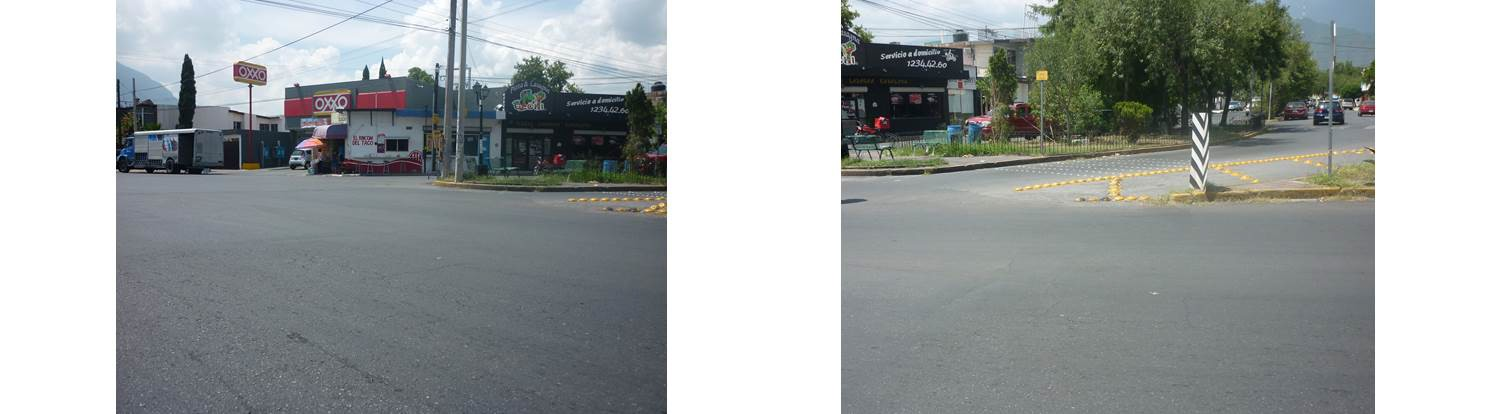 OXXO
OXXO
EL RINCON
DEL TACO
Servicio a domicilio
1234.42.60
Servicio a domicilio
1234.42.60